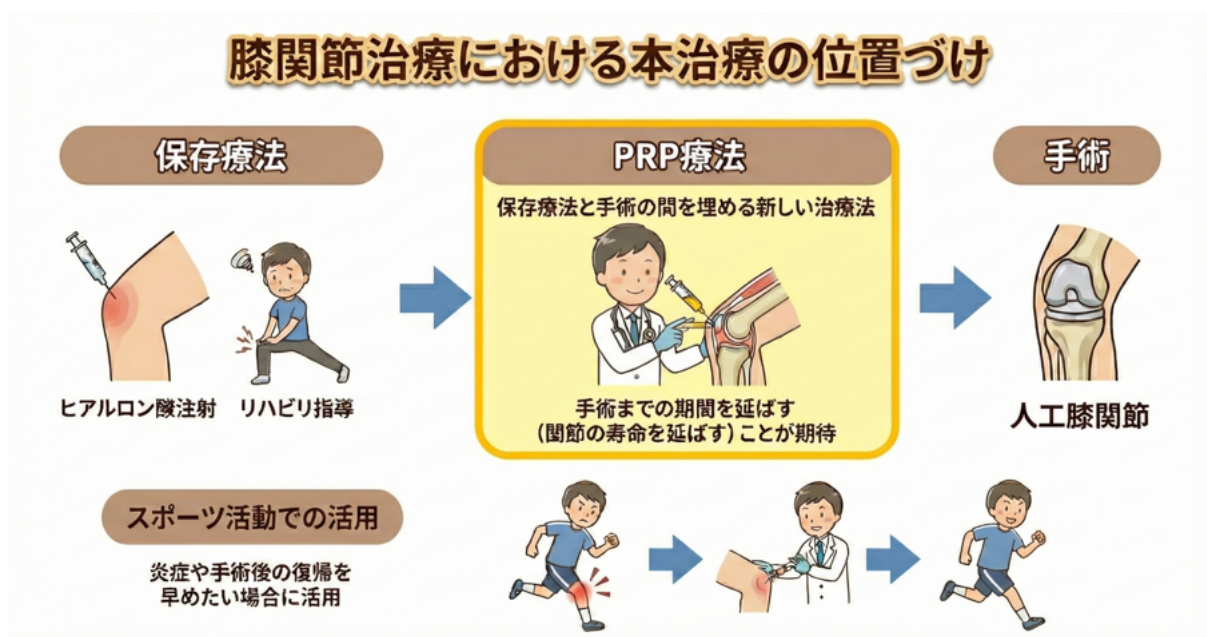 膝関節治療における本治療の位置づけ
保存療法
PRP療法
手術
保存療法と手術の間を埋める新しい治療法
ヒアルロン酸注射
リハビリ指導
手術までの期間を延ばす
（関節の寿命を延ばす）ことが期待
人工膝関節
スポーツ活動での活用
炎症や手術後の復帰を
早めたい場合に活用